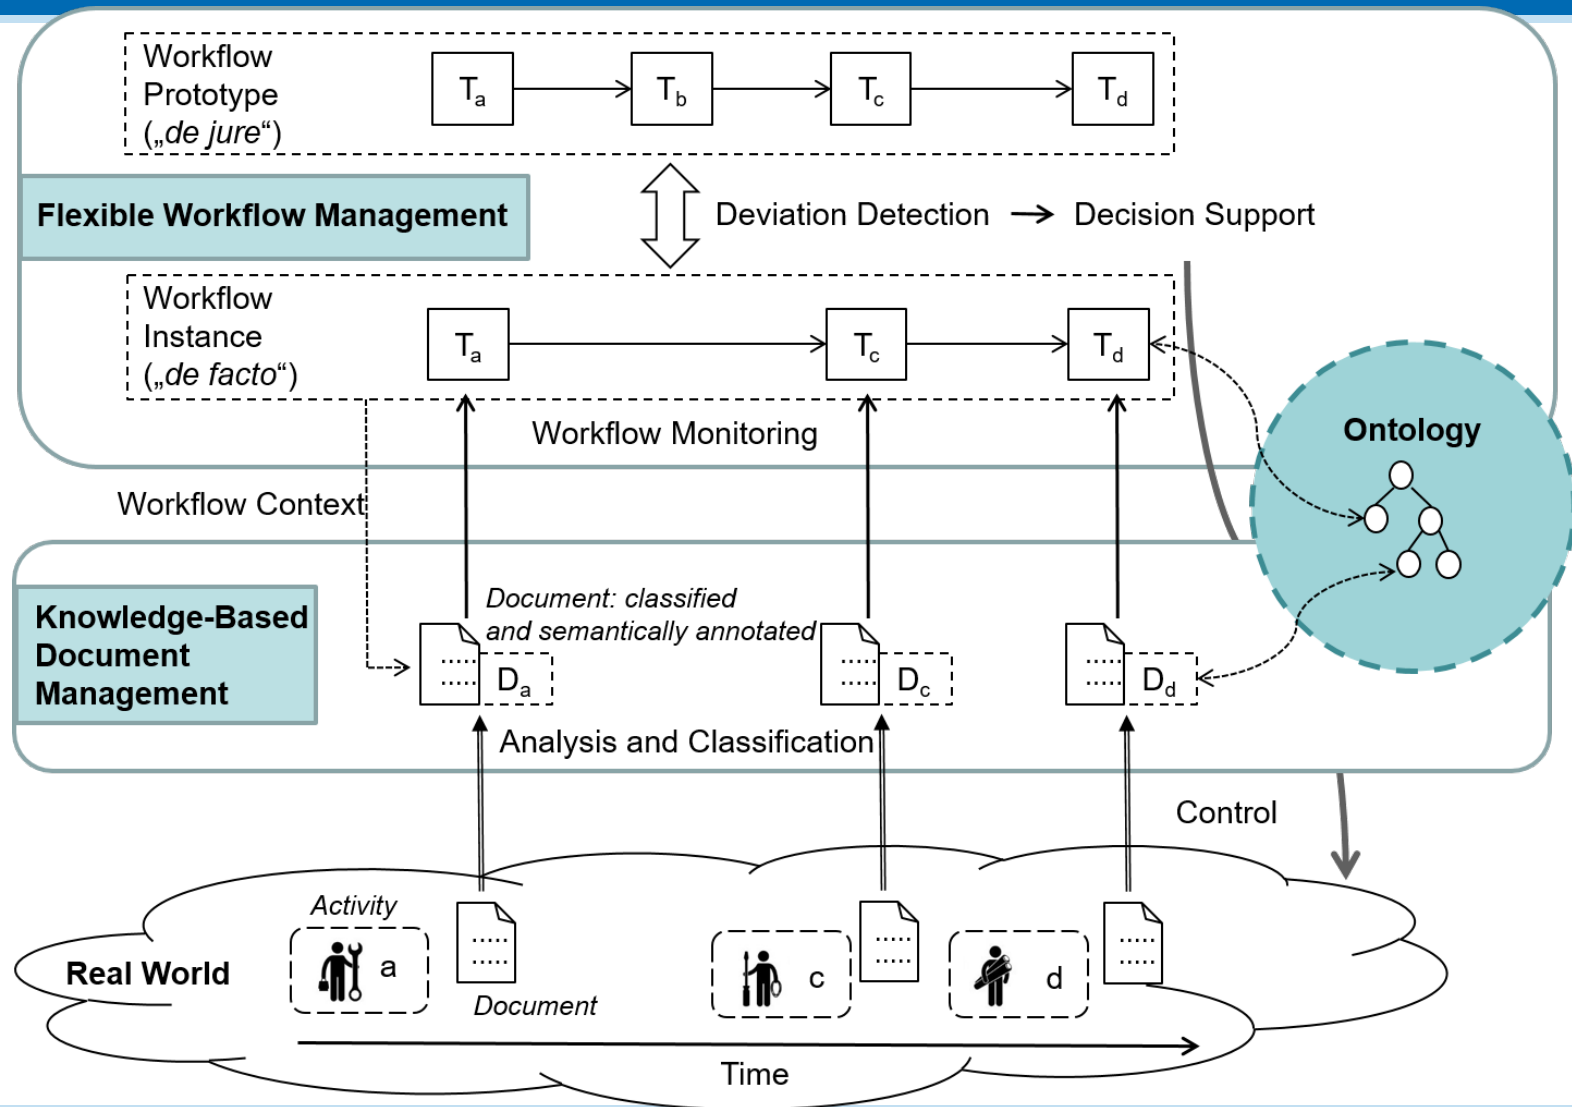 Workflow
Prototype
(„de jure“)
Ta
Tb
Tc
Td
Flexible Workflow Management
Deviation Detection → Decision Support
Workflow
Instance
(„de facto“)
Ta
Tc
Td
Workflow Monitoring
Ontology
Workflow Context
Knowledge-Based
Document
Management
Document: classified
and semantically annotated
.....
.....
Da
.....
.....
Dc
.....
.....
Dd
Analysis and Classification
Control
Real World
Activity
a
.....
.....
Document
c
.....
.....
d
.....
.....
Time